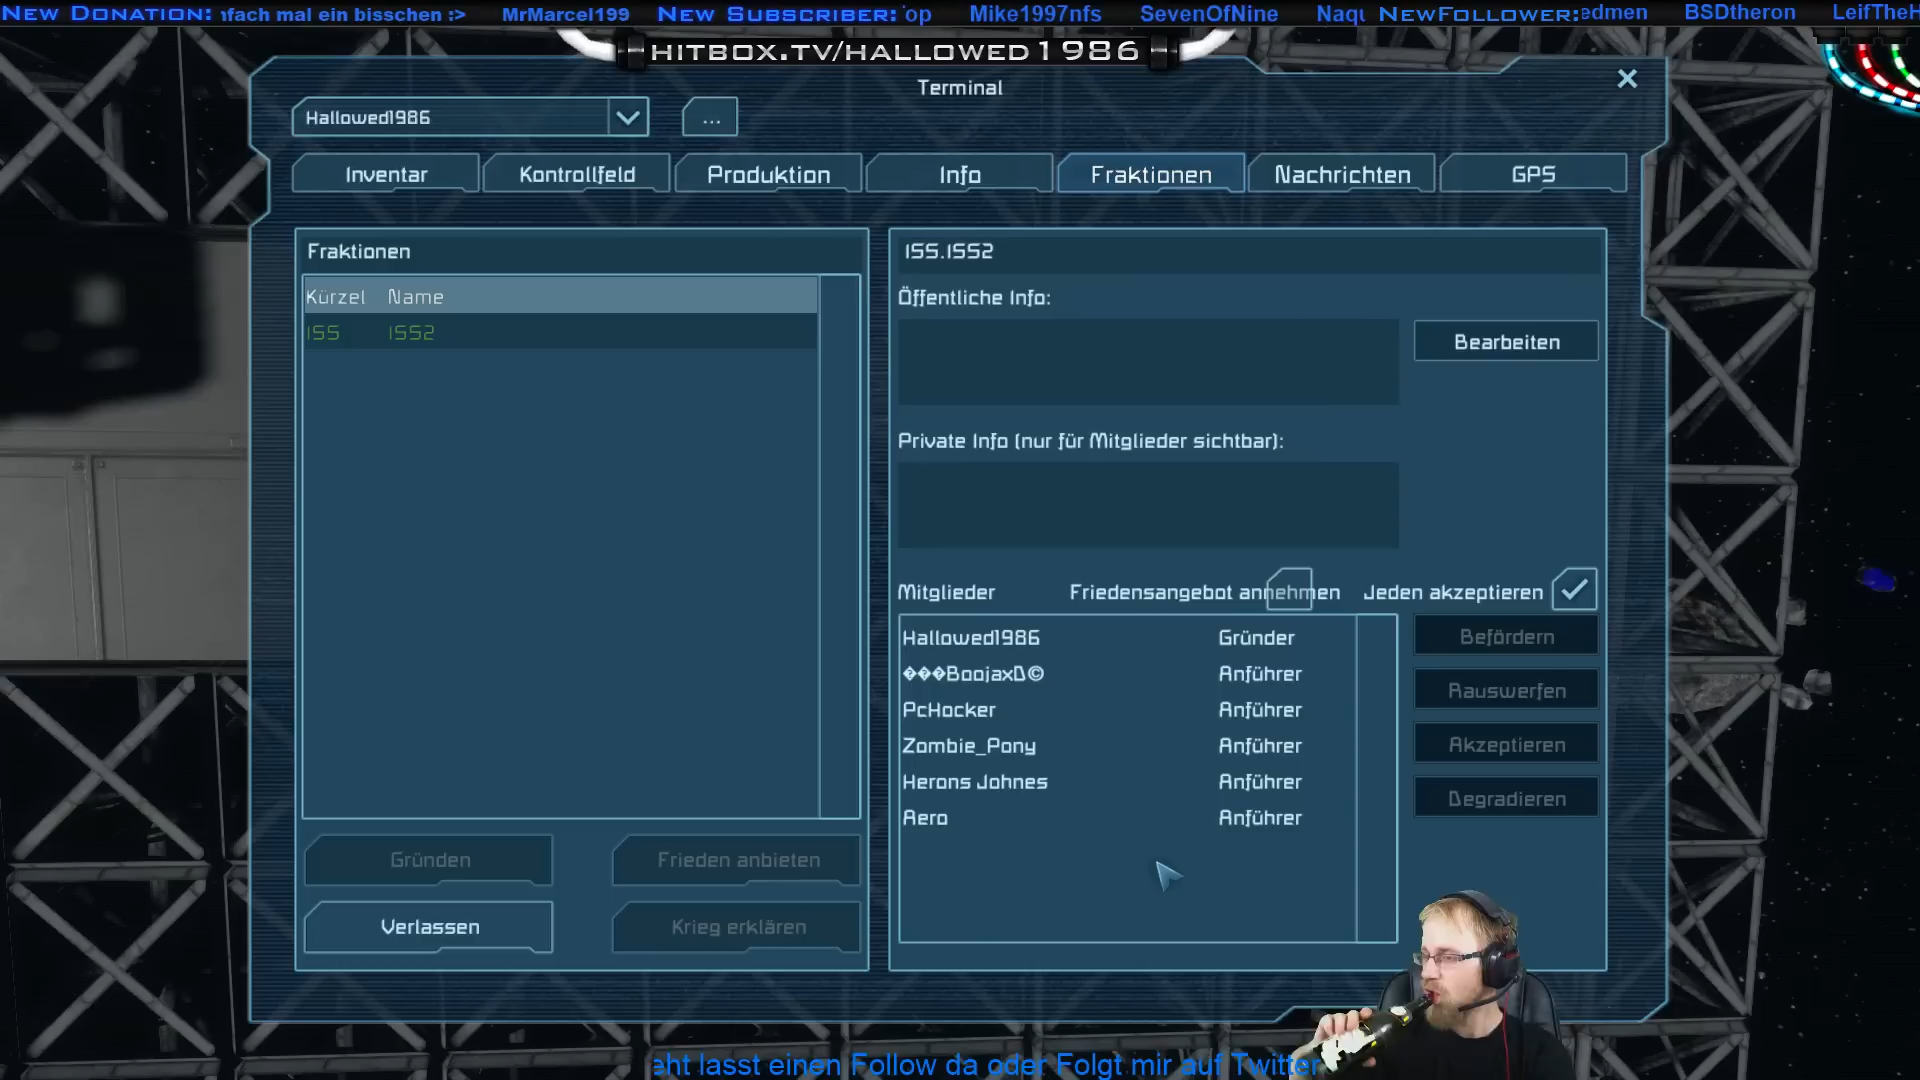 New Donation: nfach mal ein bisschen :> MrMarcel199 New Subscriber: op Mike1997nfs SevenOfNine Naqu NewFollower: edmen BSDtheron LeifTheH
HITBOX.TV/HALLOWED1986
Terminal
Hallowed1986
...
Inventar Kontrollfeld Produktion Info Fraktionen Nachrichten GPS
Fraktionen
Kürzel Name
ISS ISS2
Gründen Frieden anbieten
Verlassen Krieg erklären
ISS.ISS2
Öffentliche Info:
Bearbeiten
Private Info (nur für Mitglieder sichtbar):
Mitglieder Friedensangebot annehmen Jeden akzeptieren
Hallowed1986 Gründer
���BoojaxD© Anführer
PcHocker Anführer
Zombie_Pony Anführer
Herons Johnes Anführer
Aero Anführer
Befördern
Rauswerfen
Akzeptieren
Degradieren
eht lasst einen Follow da oder Folgt mir auf Twitter